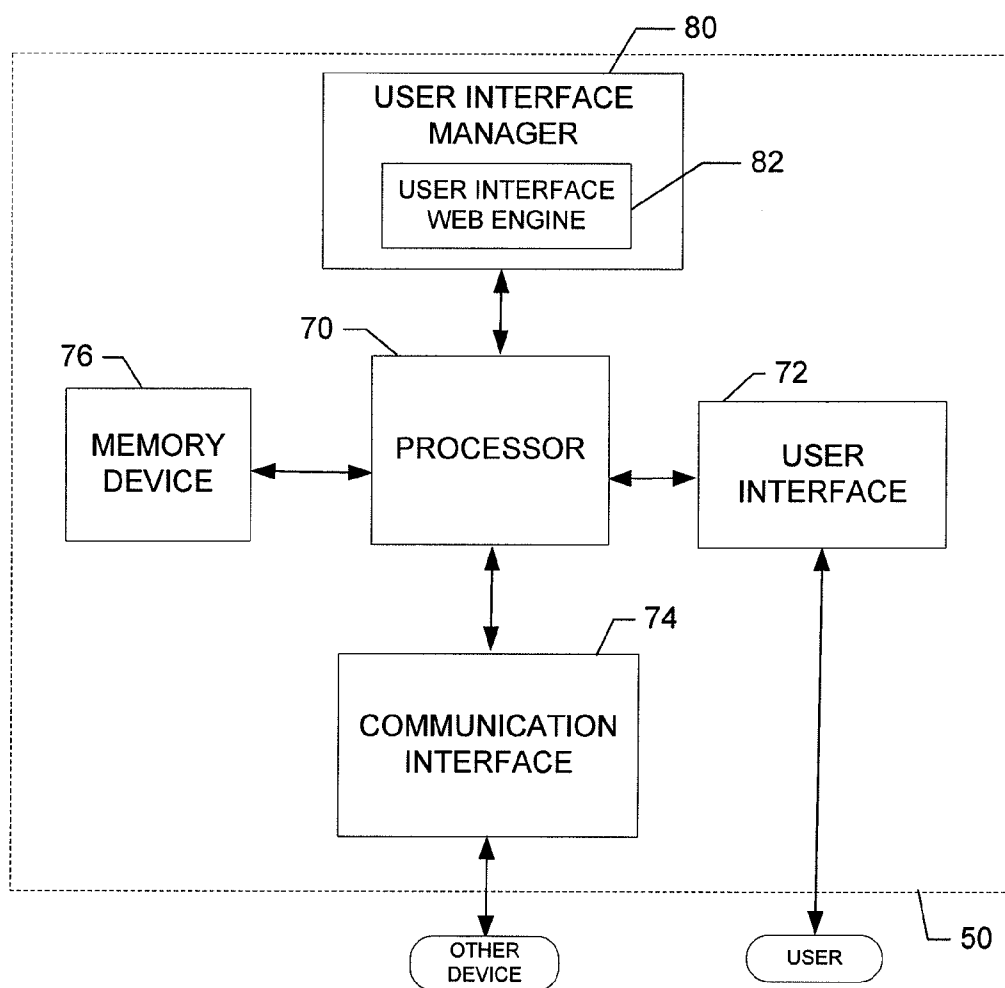 80
USER INTERFACE
MANAGER
82
USER INTERFACE
WEB ENGINE
70
76
72
MEMORY
DEVICE
PROCESSOR
USER
INTERFACE
74
COMMUNICATION
INTERFACE
50
OTHER
DEVICE
USER